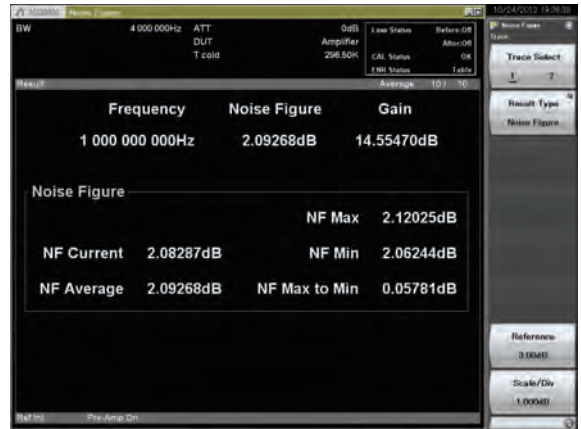 10/24/2012 19:36:38
Noise Figure
BW 4 000 000Hz ATT 0dB
DUT Amplifier
T cold 296.50K
Loss Status Before:Off
After:Off
CAL Status OK
ENR Status Table
Result Average 10 / 10
Frequency Noise Figure Gain
1 000 000 000Hz 2.09268dB 14.55470dB
Noise Figure
NF Max 2.12025dB
NF Current 2.08287dB NF Min 2.06244dB
NF Average 2.09268dB NF Max to Min 0.05781dB
Ref.Int Pre-Amp On
Noise Figure
Trace
Trace Select
1 2
Result Type
Noise Figure
Reference
3.00dB
Scale/Div
1.000dB